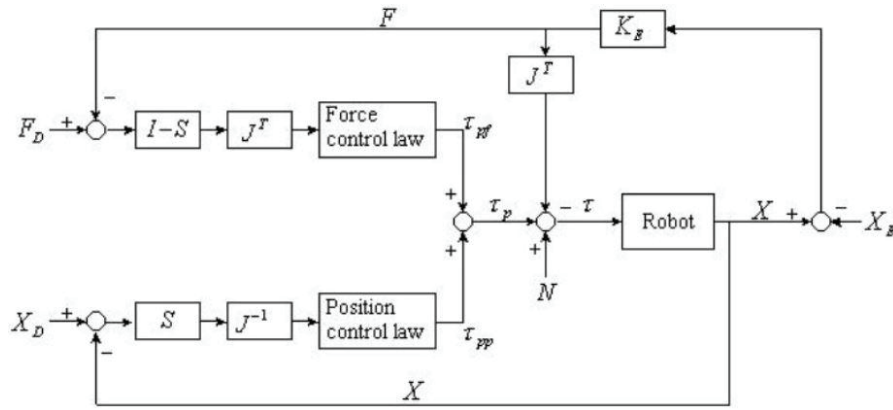 F
K_E
J^T
−
F_D + I−S J^T Force control law τ_pf
+
τ_p − τ Robot X + −
X_E
+
+
N
X_D + S J^{-1} Position control law τ_pp
−
X